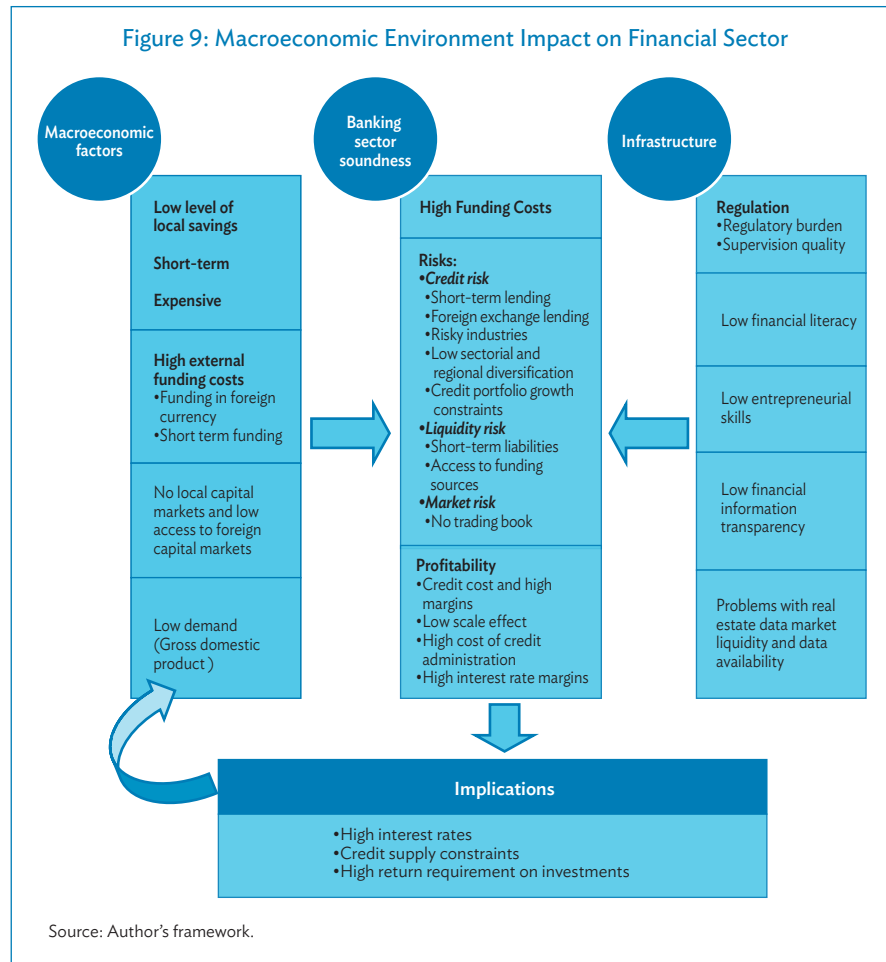 Figure 9: Macroeconomic Environment Impact on Financial Sector
Macroeconomic
factors
Low level of
local savings
Short-term
Expensive
High external
funding costs
•Funding in foreign
currency
•Short term funding
No local capital
markets and low
access to foreign
capital markets
Low demand
(Gross domestic
product )
Banking
sector
soundness
High Funding Costs
Risks:
•Credit risk
•Short-term lending
•Foreign exchange lending
•Risky industries
•Low sectorial and
regional diversification
•Credit portfolio growth
constraints
•Liquidity risk
•Short-term liabilities
•Access to funding
sources
•Market risk
•No trading book
Profitability
•Credit cost and high
margins
•Low scale effect
•High cost of credit
administration
•High interest rate margins
Infrastructure
Regulation
•Regulatory burden
•Supervision quality
Low financial literacy
Low entrepreneurial
skills
Low financial
information
transparency
Problems with real
estate data market
liquidity and data
availability
Implications
•High interest rates
•Credit supply constraints
•High return requirement on investments
Source: Author's framework.